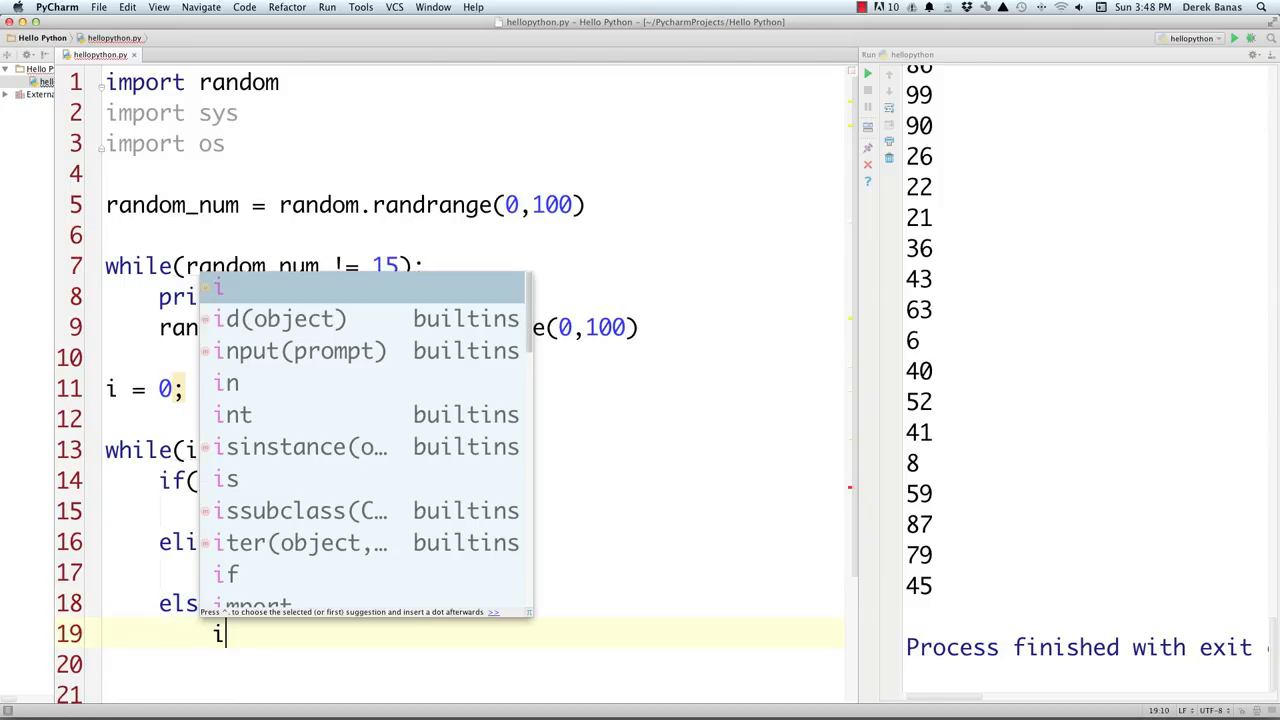 PyCharm File Edit View Navigate Code Refactor Run Tools VCS Window Help
10 Sun 3:48 PM Derek Banas
hellopython.py – Hello Python – [~/PycharmProjects/Hello Python]
Hello Python hellopython.py hellopython
hellopython.py Run hellopython
Hello P
hell
Externa
1 import random
2 import sys
3 import os
4
5 random_num = random.randrange(0,100)
6
7 while(random_num != 15):
8 pri
9 ran e(0,100)
10
11 i = 0;
12
13 while(i
14 if(
15
16 eli
17
18 els
19 i
20
21
i
id(object) builtins
input(prompt) builtins
in
int
isinstance(o… builtins
is
issubclass(C… builtins
iter(object,… builtins
if
import
Press ^. to choose the selected (or first) suggestion and insert a dot afterwards >> π
86
99
90
26
22
21
36
43
63
6
40
52
41
8
59
87
79
45
Process finished with exit
19:10 LF UTF-8